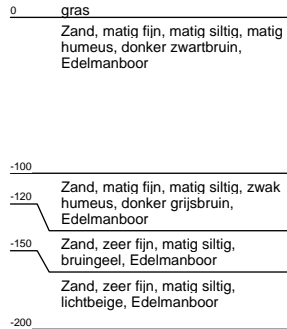 0 gras
Zand, matig fijn, matig siltig, matig
humeus, donker zwartbruin,
Edelmanboor
-100
Zand, matig fijn, matig siltig, zwak
-120
humeus, donker grijsbruin,
Edelmanboor
Zand, zeer fijn, matig siltig,
-150
bruingeel, Edelmanboor
Zand, zeer fijn, matig siltig,
lichtbeige, Edelmanboor
-200